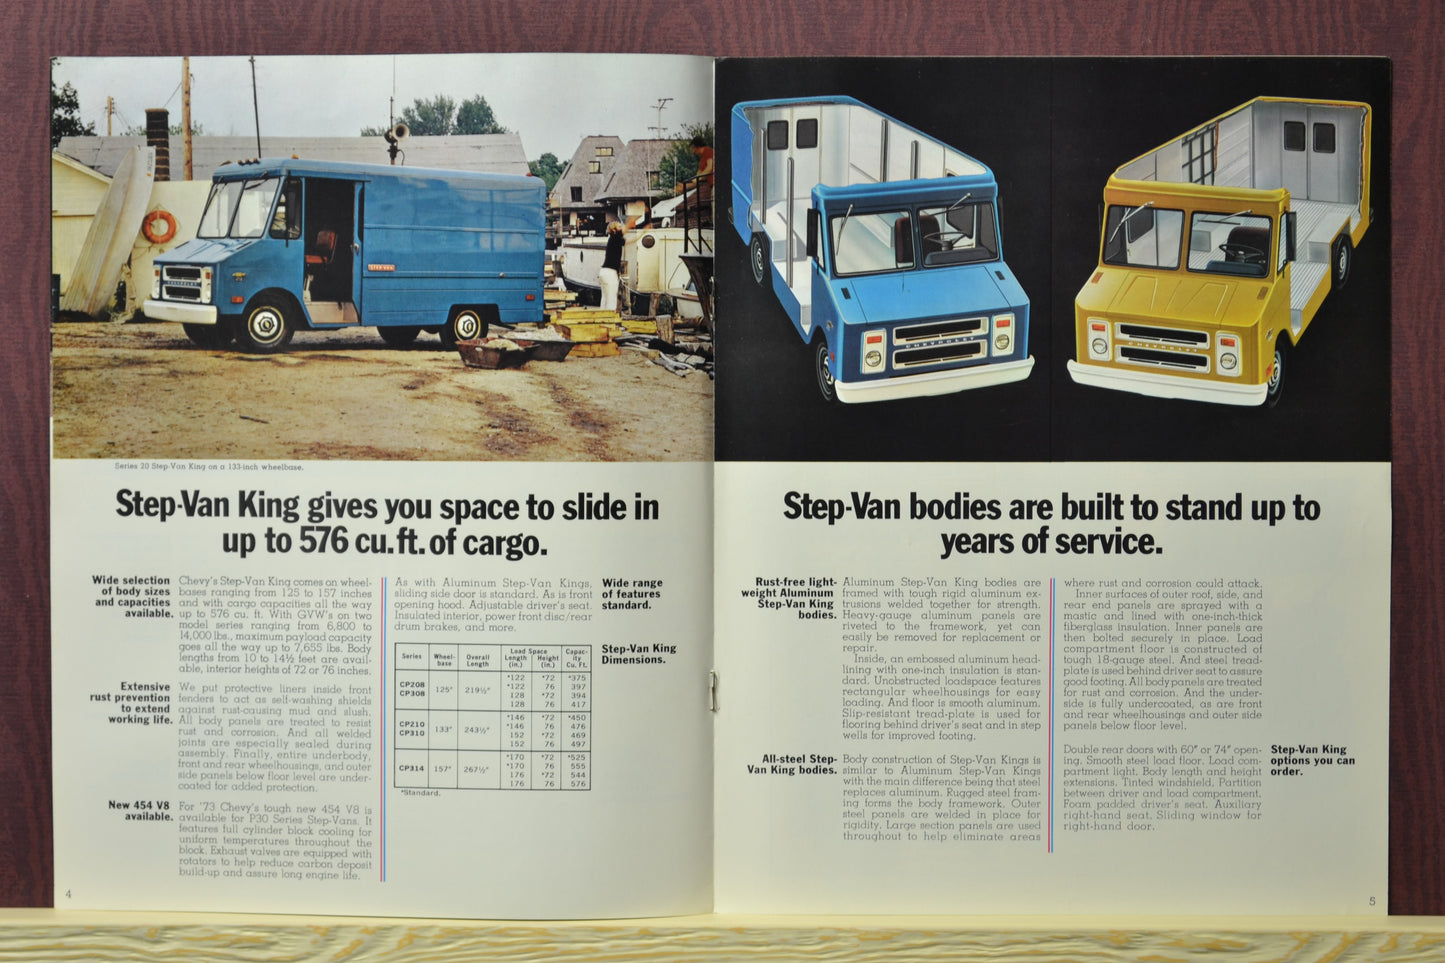 STEP-VAN
CHEVROLET
CHEVROLET
CHEVROLET
Series 20 Step-Van King on a 133-inch wheelbase.
Step-Van King gives you space to slide in
up to 576 cu. ft. of cargo.
Wide selection
of body sizes
and capacities
available.
Chevy's Step-Van King comes on wheel-
bases ranging from 125 to 157 inches
and with cargo capacities all the way
up to 576 cu. ft. With GVW's on two
model series ranging from 6,800 to
14,000 lbs., maximum payload capacity
goes all the way up to 7,655 lbs. Body
lengths from 10 to 14½ feet are avail-
able, interior heights of 72 or 76 inches.
Extensive
rust prevention
to extend
working life.
We put protective liners inside front
fenders to act as self-washing shields
against rust-causing mud and slush.
All body panels are treated to resist
rust and corrosion. And all welded
joints are especially sealed during
assembly. Finally, entire underbody,
front and rear wheelhousings, and outer
side panels below floor level are under-
coated for added protection.
New 454 V8
available.
For '73 Chevy's tough new 454 V8 is
available for P30 Series Step-Vans. It
features full cylinder block cooling for
uniform temperatures throughout the
block. Exhaust valves are equipped with
rotators to help reduce carbon deposit
build-up and assure long engine life.
4
As with Aluminum Step-Van Kings,
sliding side door is standard. As is front
opening hood. Adjustable driver's seat.
Insulated interior, power front disc/rear
drum brakes, and more.
Wide range
of features
standard.
Step-Van King
Dimensions.
Series Wheel-base Overall Length Load Space Length (in.) Height (in.) Capac-ity Cu. Ft.
CP208 CP308 125" 219½" *122 *72 *375
*122 76 397
128 *72 394
128 76 417
CP210 CP310 133" 243½" *146 *72 *450
*146 76 476
152 *72 469
152 76 497
CP314 157" 267½" *170 *72 *525
*170 76 555
176 *72 544
176 76 576
*Standard.
Step-Van bodies are built to stand up to
years of service.
Rust-free light-
weight Aluminum
Step-Van King
bodies.
Aluminum Step-Van King bodies are
framed with tough rigid aluminum ex-
trusions welded together for strength.
Heavy-gauge aluminum panels are
riveted to the framework, yet can
easily be removed for replacement or
repair.
Inside, an embossed aluminum head-
lining with one-inch insulation is stan-
dard. Unobstructed loadspace features
rectangular wheelhousings for easy
loading. And floor is smooth aluminum.
Slip-resistant tread-plate is used for
flooring behind driver's seat and in step
wells for improved footing.
All-steel Step-
Van King bodies.
Body construction of Step-Van Kings is
similar to Aluminum Step-Van Kings
with the main difference being that steel
replaces aluminum. Rugged steel fram-
ing forms the body framework. Outer
steel panels are welded in place for
rigidity. Large section panels are used
throughout to help eliminate areas
where rust and corrosion could attack.
Inner surfaces of outer roof, side, and
rear end panels are sprayed with a
mastic and lined with one-inch-thick
fiberglass insulation. Inner panels are
then bolted securely in place. Load
compartment floor is constructed of
tough 18-gauge steel. And steel tread-
plate is used behind driver seat to assure
good footing. All body panels are treated
for rust and corrosion. And the under-
side is fully undercoated, as are front
and rear wheelhousings and outer side
panels below floor level.
Double rear doors with 60" or 74" open-
ing. Smooth steel load floor. Load com-
partment light. Body length and height
extensions. Tinted windshield. Partition
between driver and load compartment.
Foam padded driver's seat. Auxiliary
right-hand seat. Sliding window for
right-hand door.
Step-Van King
options you can
order.
5